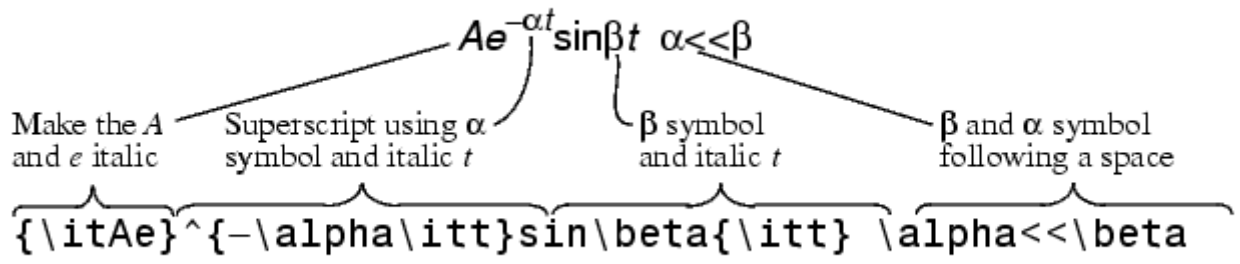 Ae^{−αt}sinβt α<<β
Make the A Superscript using α β symbol β and α symbol
and e italic symbol and italic t and italic t following a space
{\itAe}^{−\alpha\itt}sin\beta{\itt} \alpha<<\beta